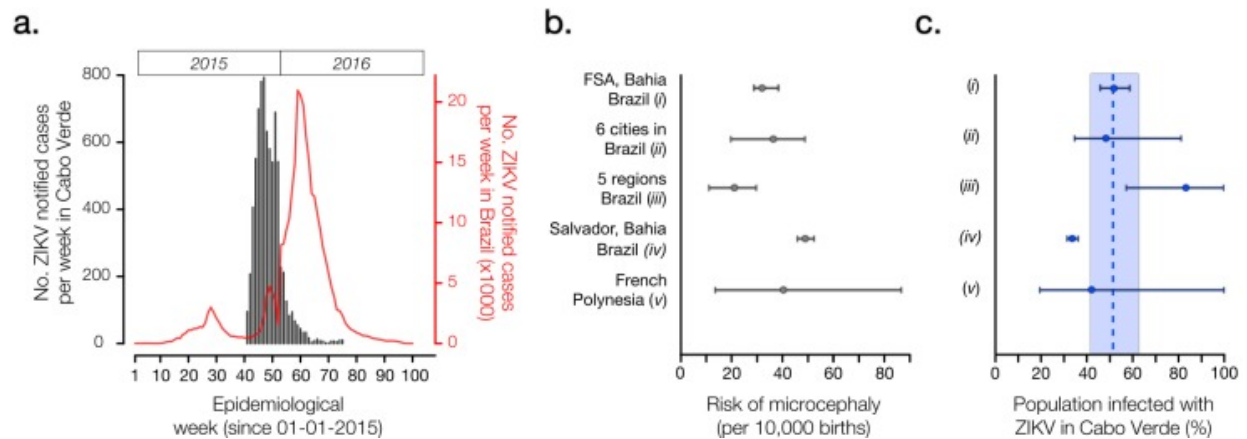 a.
2015 2016
No. ZIKV notified cases
per week in Cabo Verde
800
600
400
200
0
20
15
10
5
0
No. ZIKV notified cases
per week in Brazil (x1000)
1 10 20 30 40 50 60 70 80 90 100
Epidemiological
week (since 01-01-2015)
b.
FSA, Bahia
Brazil (i)
6 cities in
Brazil (ii)
5 regions
Brazil (iii)
Salvador, Bahia
Brazil (iv)
French
Polynesia (v)
0 20 40 60 80
Risk of microcephaly
(per 10,000 births)
c.
(i)
(ii)
(iii)
(iv)
(v)
0 20 40 60 80 100
Population infected with
ZIKV in Cabo Verde (%)